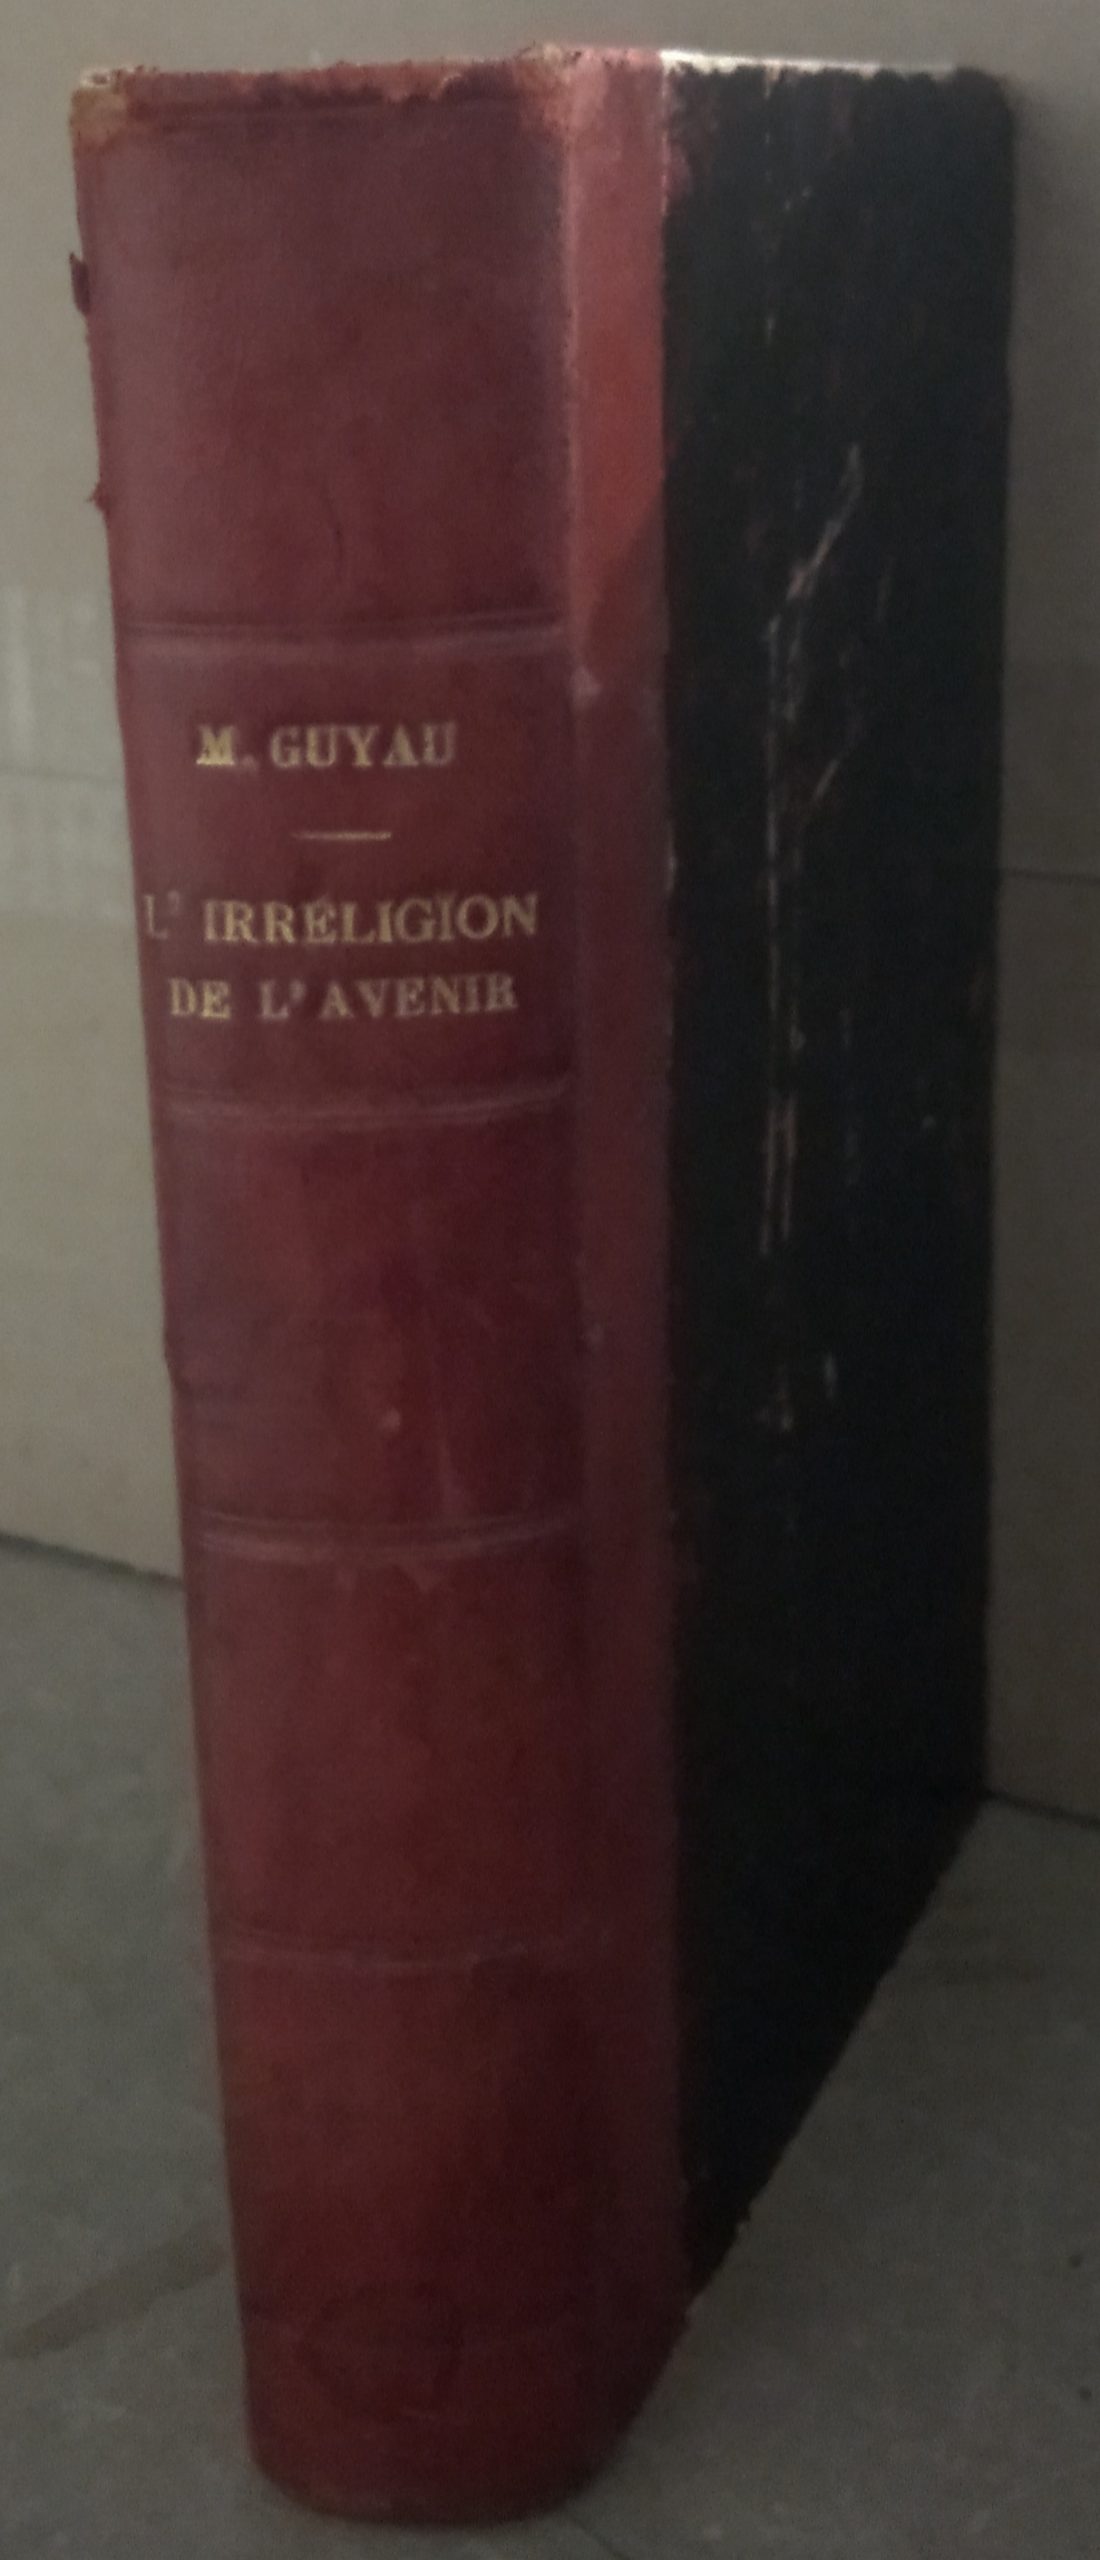 M. GUYAU
L' IRRÉLIGION
DE L' AVENIR